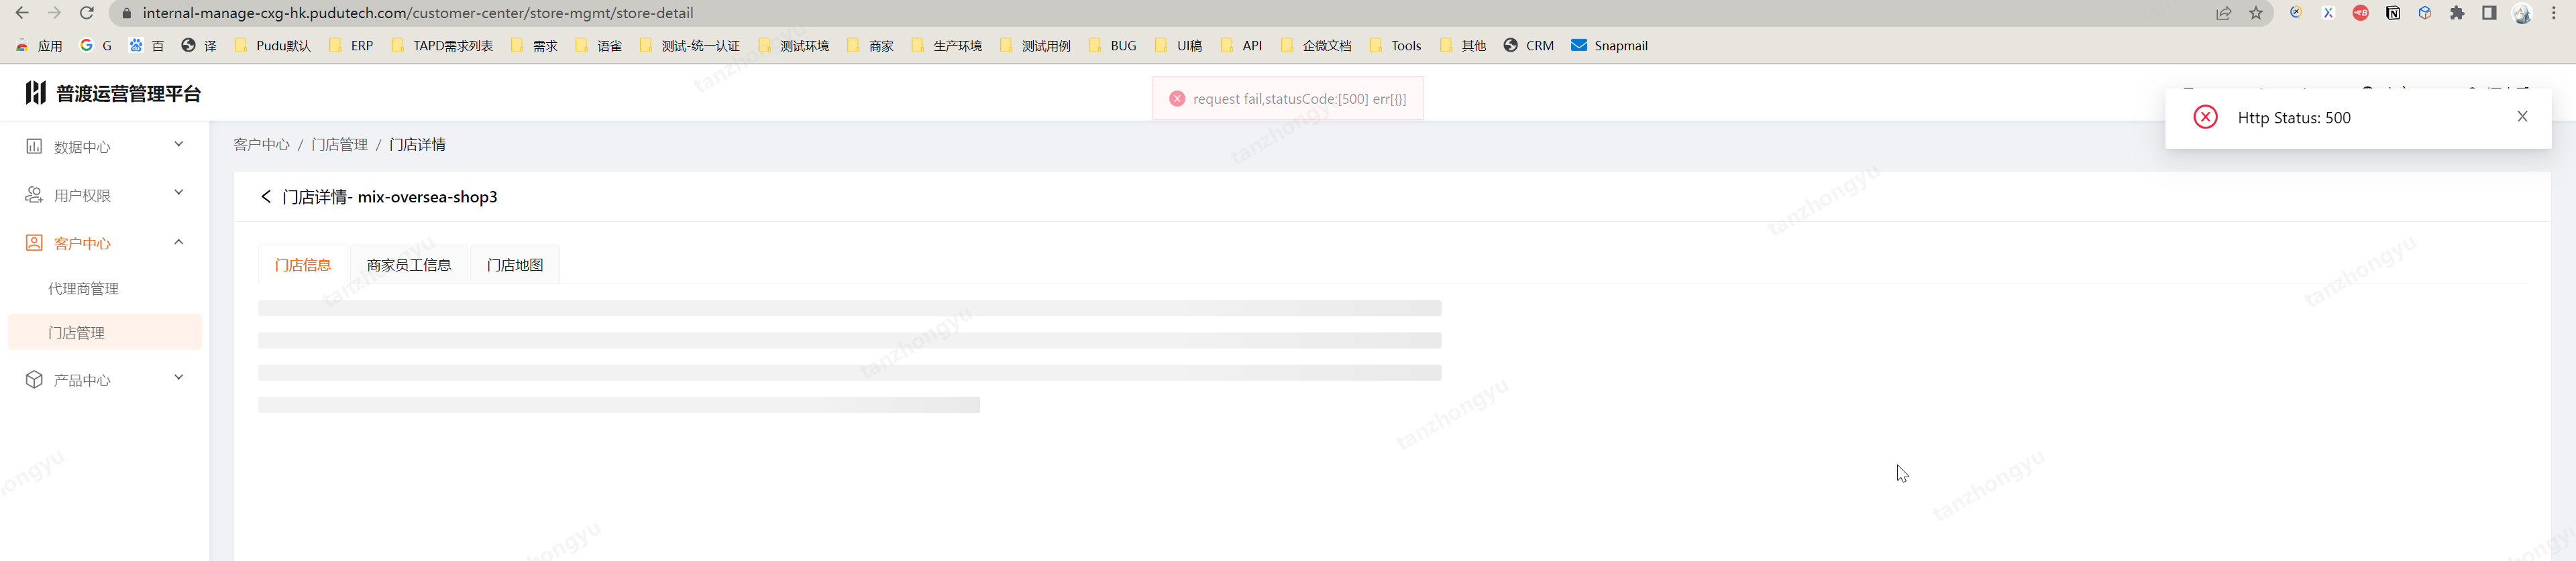 internal-manage-cxg-hk.pudutech.com/customer-center/store-mgmt/store-detail
应用 G 百 译 Pudu默认 ERP TAPD需求列表 需求 语雀 测试-统一认证 测试环境 商家 生产环境 测试用例 BUG UI稿 API 企微文档 Tools 其他 CRM Snapmail
普渡运营管理平台
request fail,statusCode:[500] err[{}]
Http Status: 500
数据中心
用户权限
客户中心
代理商管理
门店管理
产品中心
客户中心 / 门店管理 / 门店详情
门店详情- mix-oversea-shop3
门店信息 商家员工信息 门店地图
tanzhongyu
tanzhongyu
tanzhongyu
tanzhongyu
tanzhongyu
tanzhongyu
tanzhongyu
tanzhongyu